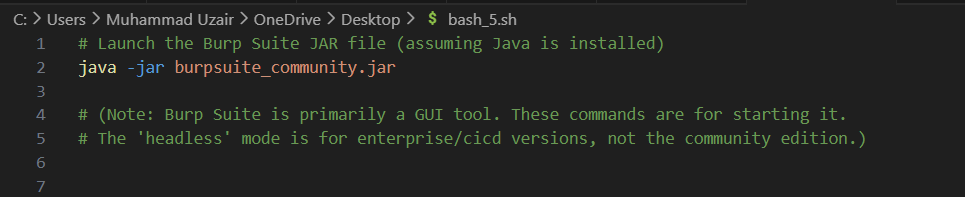 C: > Users > Muhammad Uzair > OneDrive > Desktop > $ bash_5.sh
1 # Launch the Burp Suite JAR file (assuming Java is installed)
2 java -jar burpsuite_community.jar
3
4 # (Note: Burp Suite is primarily a GUI tool. These commands are for starting it.
5 # The 'headless' mode is for enterprise/cicd versions, not the community edition.)
6
7